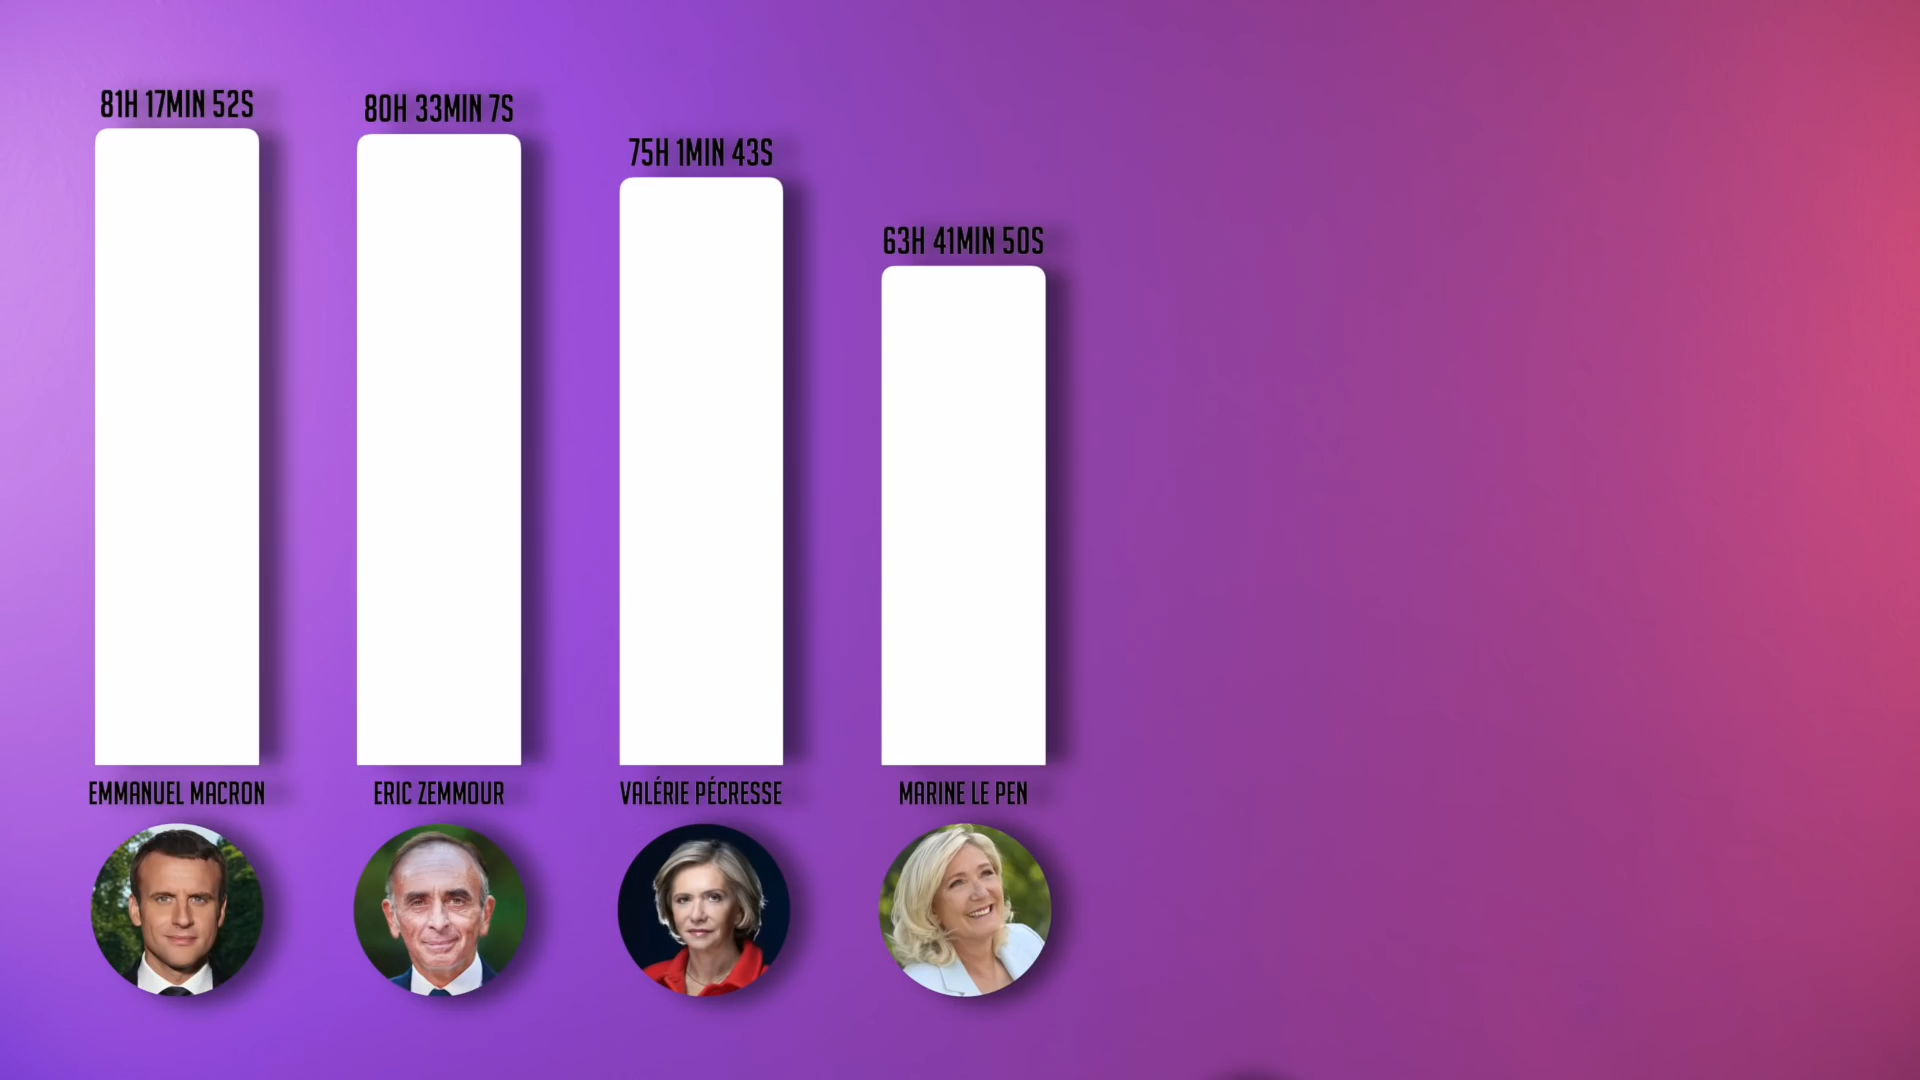 81H 17MIN 52S
80H 33MIN 7S
75H 1MIN 43S
63H 41MIN 50S
EMMANUEL MACRON
ERIC ZEMMOUR
VALÉRIE PÉCRESSE
MARINE LE PEN